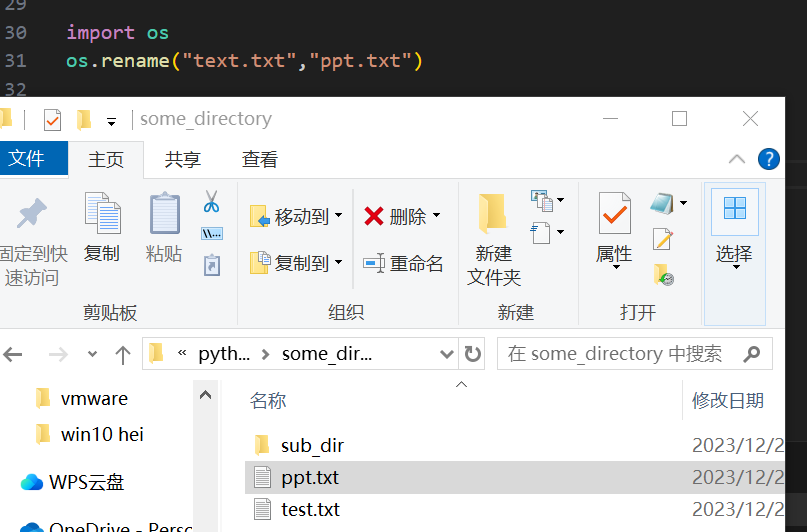 29
30 import os
31 os.rename("text.txt","ppt.txt")
32
some_directory
文件 主页 共享 查看 ?
固定到快速访问 复制 粘贴 \\... 移动到 复制到 删除 重命名 新建文件夹 属性 选择
剪贴板 组织 新建 打开
« pyth... some_dir... 在 some_directory 中搜索
名称 修改日期
vmware
win10 hei
WPS云盘
OneDrive - Perso
sub_dir 2023/12/2
ppt.txt 2023/12/2
test.txt 2023/12/2